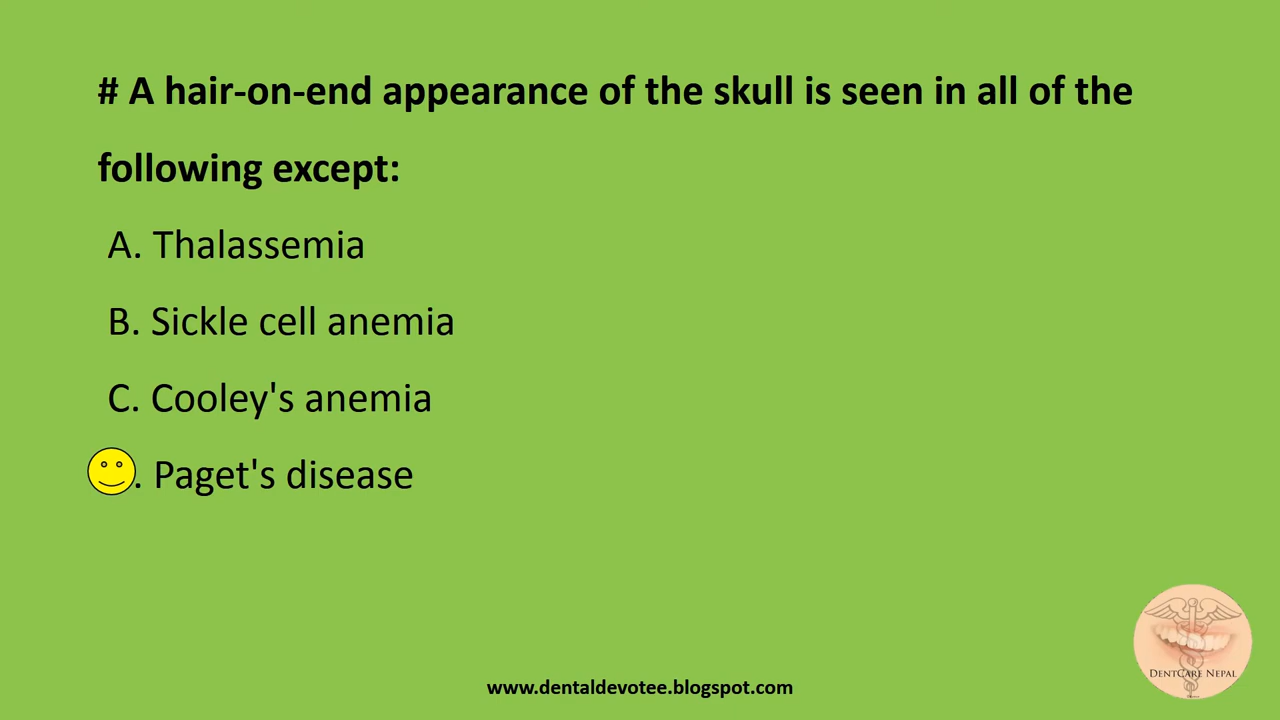 # A hair-on-end appearance of the skull is seen in all of the
following except:
A. Thalassemia
B. Sickle cell anemia
C. Cooley's anemia
. Paget's disease
DENTCARE NEPAL
www.dentaldevotee.blogspot.com